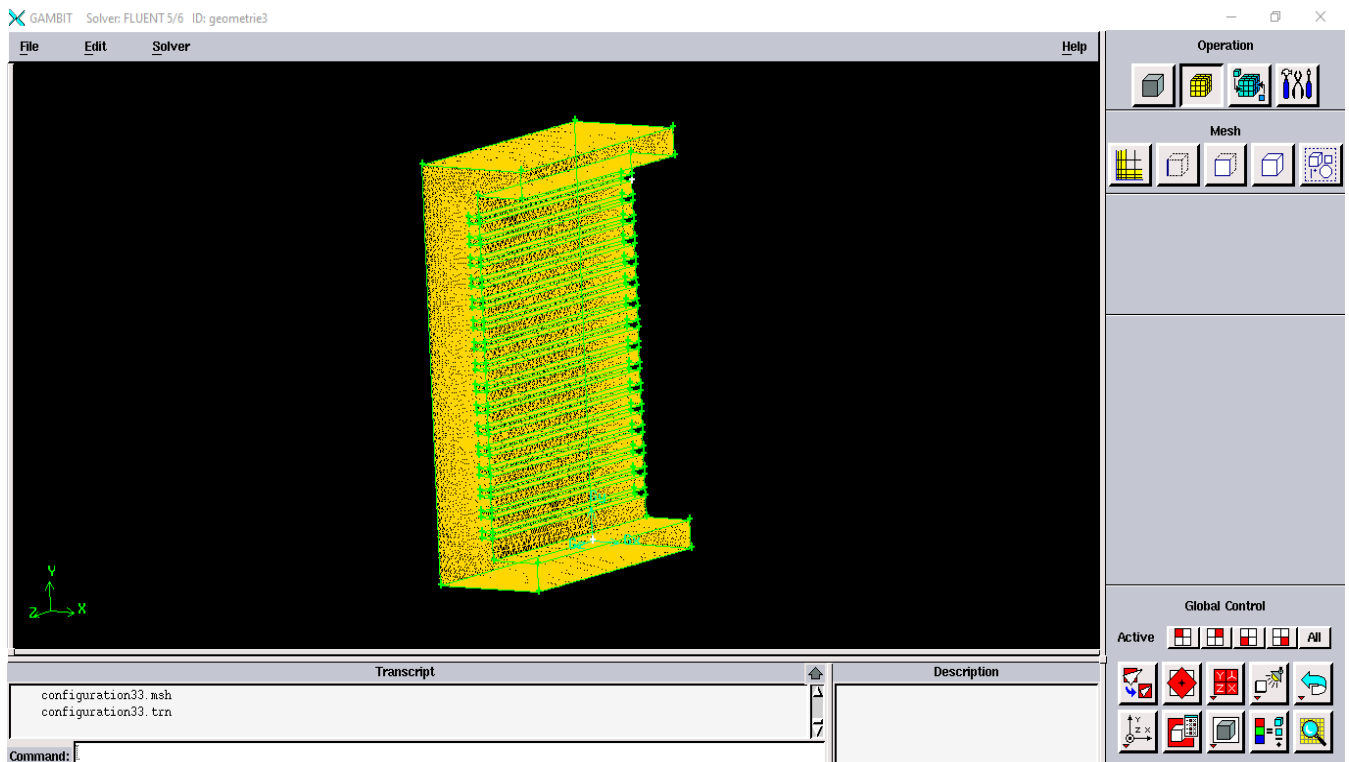 GAMBIT Solver: FLUENT 5/6 ID: geometrie3
File Edit Solver Help
Operation
Mesh
Y
Z X
Global Control
Active All
Transcript
Description
configuration33.msh
configuration33.trn
Command: